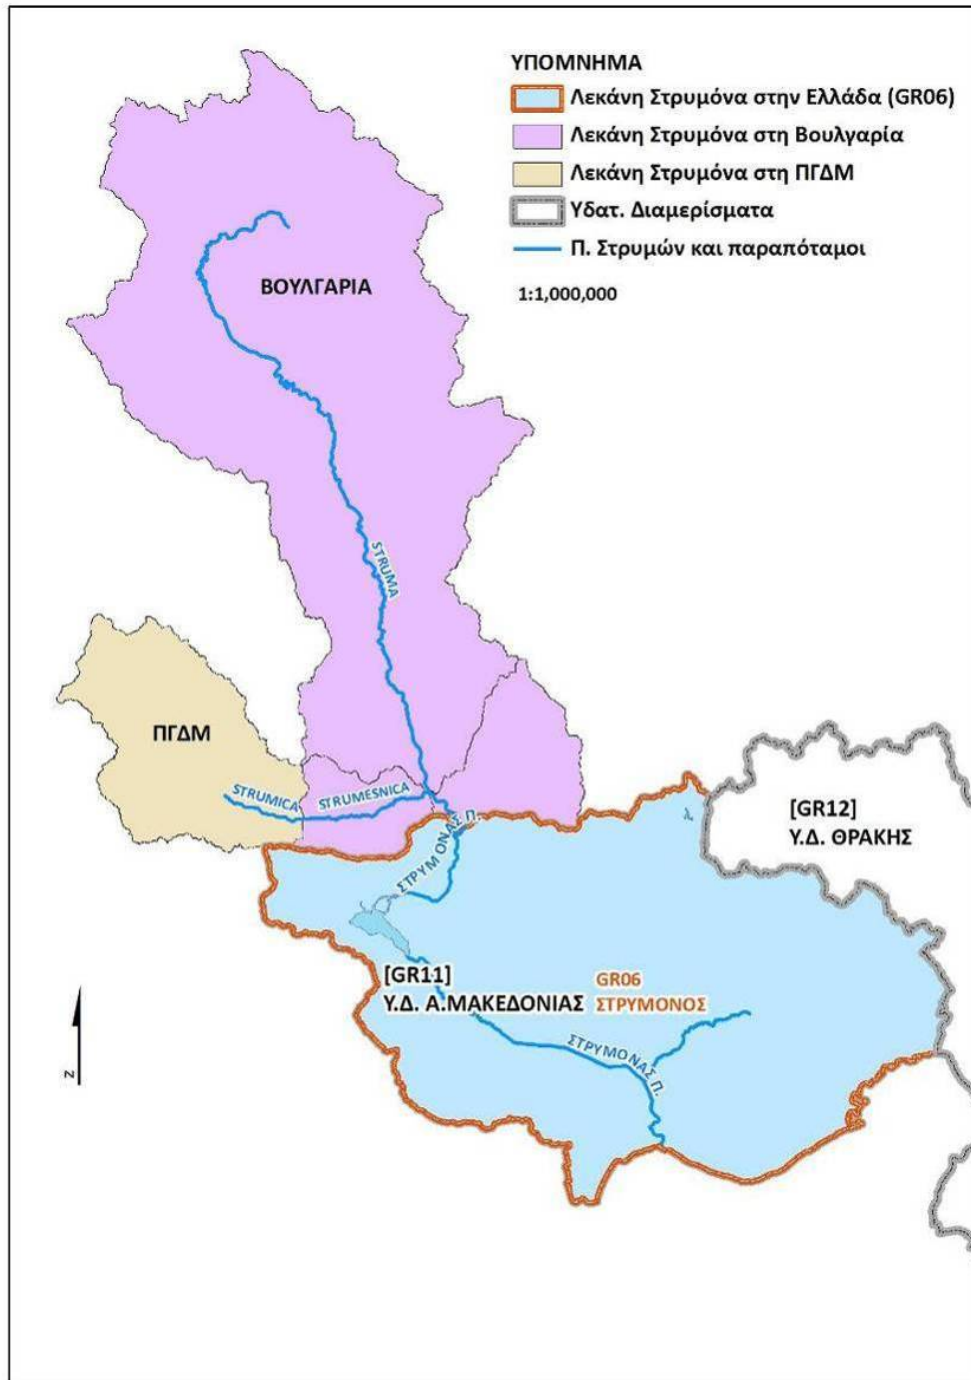 ΥΠΟΜΝΗΜΑ
Λεκάνη Στρυμόνα στην Ελλάδα (GR06)
Λεκάνη Στρυμόνα στη Βουλγαρία
Λεκάνη Στρυμόνα στη ΠΓΔΜ
Υδατ. Διαμερίσματα
Π. Στρυμών και παραπόταμοι
1:1,000,000
ΒΟΥΛΓΑΡΙΑ
STRUMA
ΠΓΔΜ
STRUMICA
STRUMESNICA
ΣΤΡΥΜΟΝΑΣ Π.
[GR12]
Υ.Δ. ΘΡΑΚΗΣ
[GR11]
Υ.Δ. Α.ΜΑΚΕΔΟΝΙΑΣ
GR06
ΣΤΡΥΜΟΝΟΣ
ΣΤΡΥΜΟΝΑΣ Π.
N